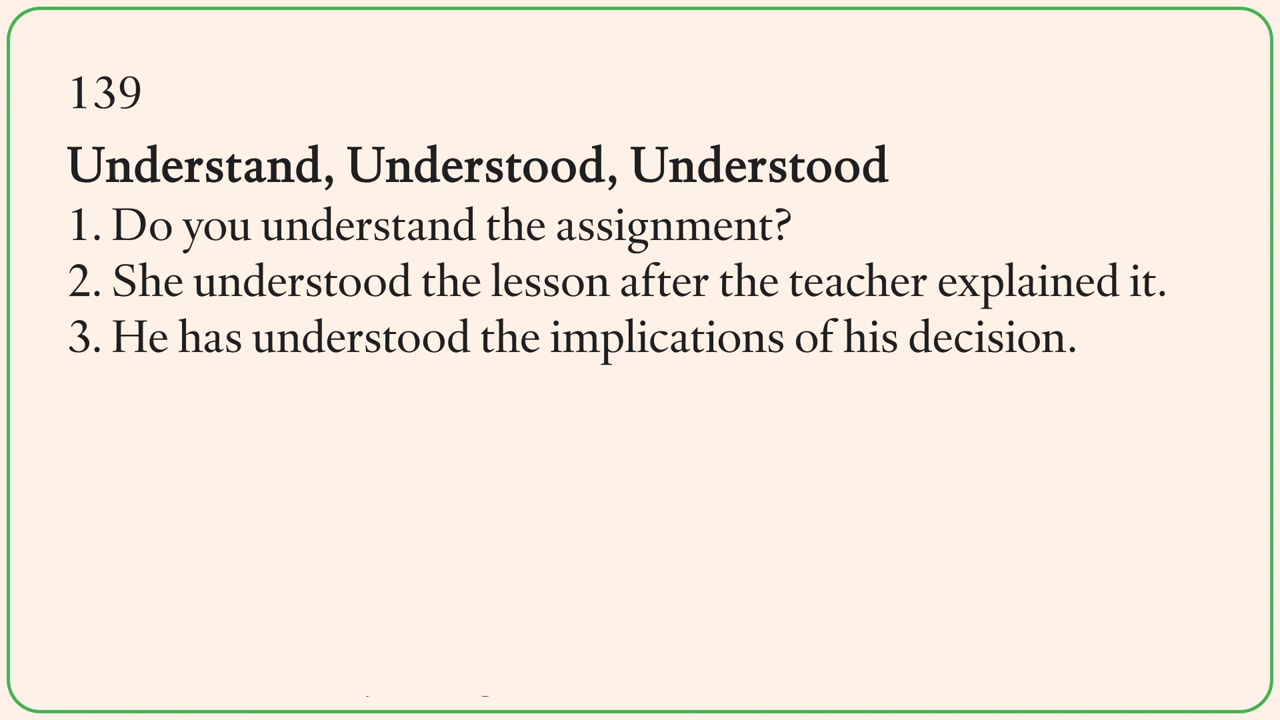 139
Understand, Understood, Understood
1. Do you understand the assignment?
2. She understood the lesson after the teacher explained it.
3. He has understood the implications of his decision.